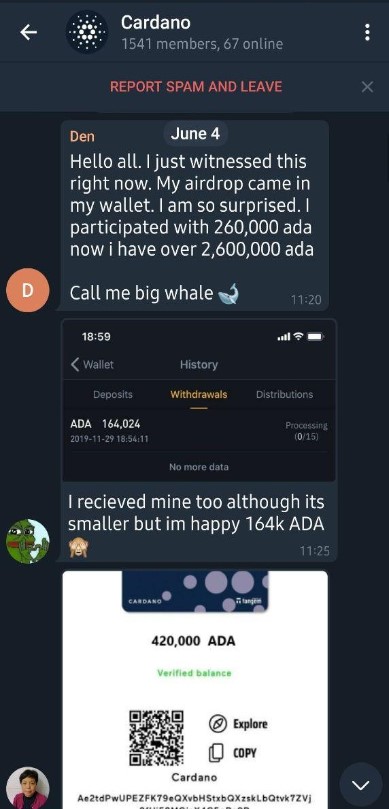 Cardano
1541 members, 67 online
REPORT SPAM AND LEAVE
June 4
Den
Hello all. I just witnessed this
right now. My airdrop came in
my wallet. I am so surprised. I
participated with 260,000 ada
now i have over 2,600,000 ada
Call me big whale 🐳
11:20
D
18:59
Wallet
History
Deposits
Withdrawals
Distributions
ADA 164,024
Processing
2019-11-29 18:54:11
(0/15)
No more data
I recieved mine too although its
smaller but im happy 164k ADA
🙈
11:25
CARDANO
tangem
420,000 ADA
Verified balance
Explore
COPY
Cardano
Ae2tdPwUPEZFK79eQXvbHStxbQXzskLbQtvk7ZVj